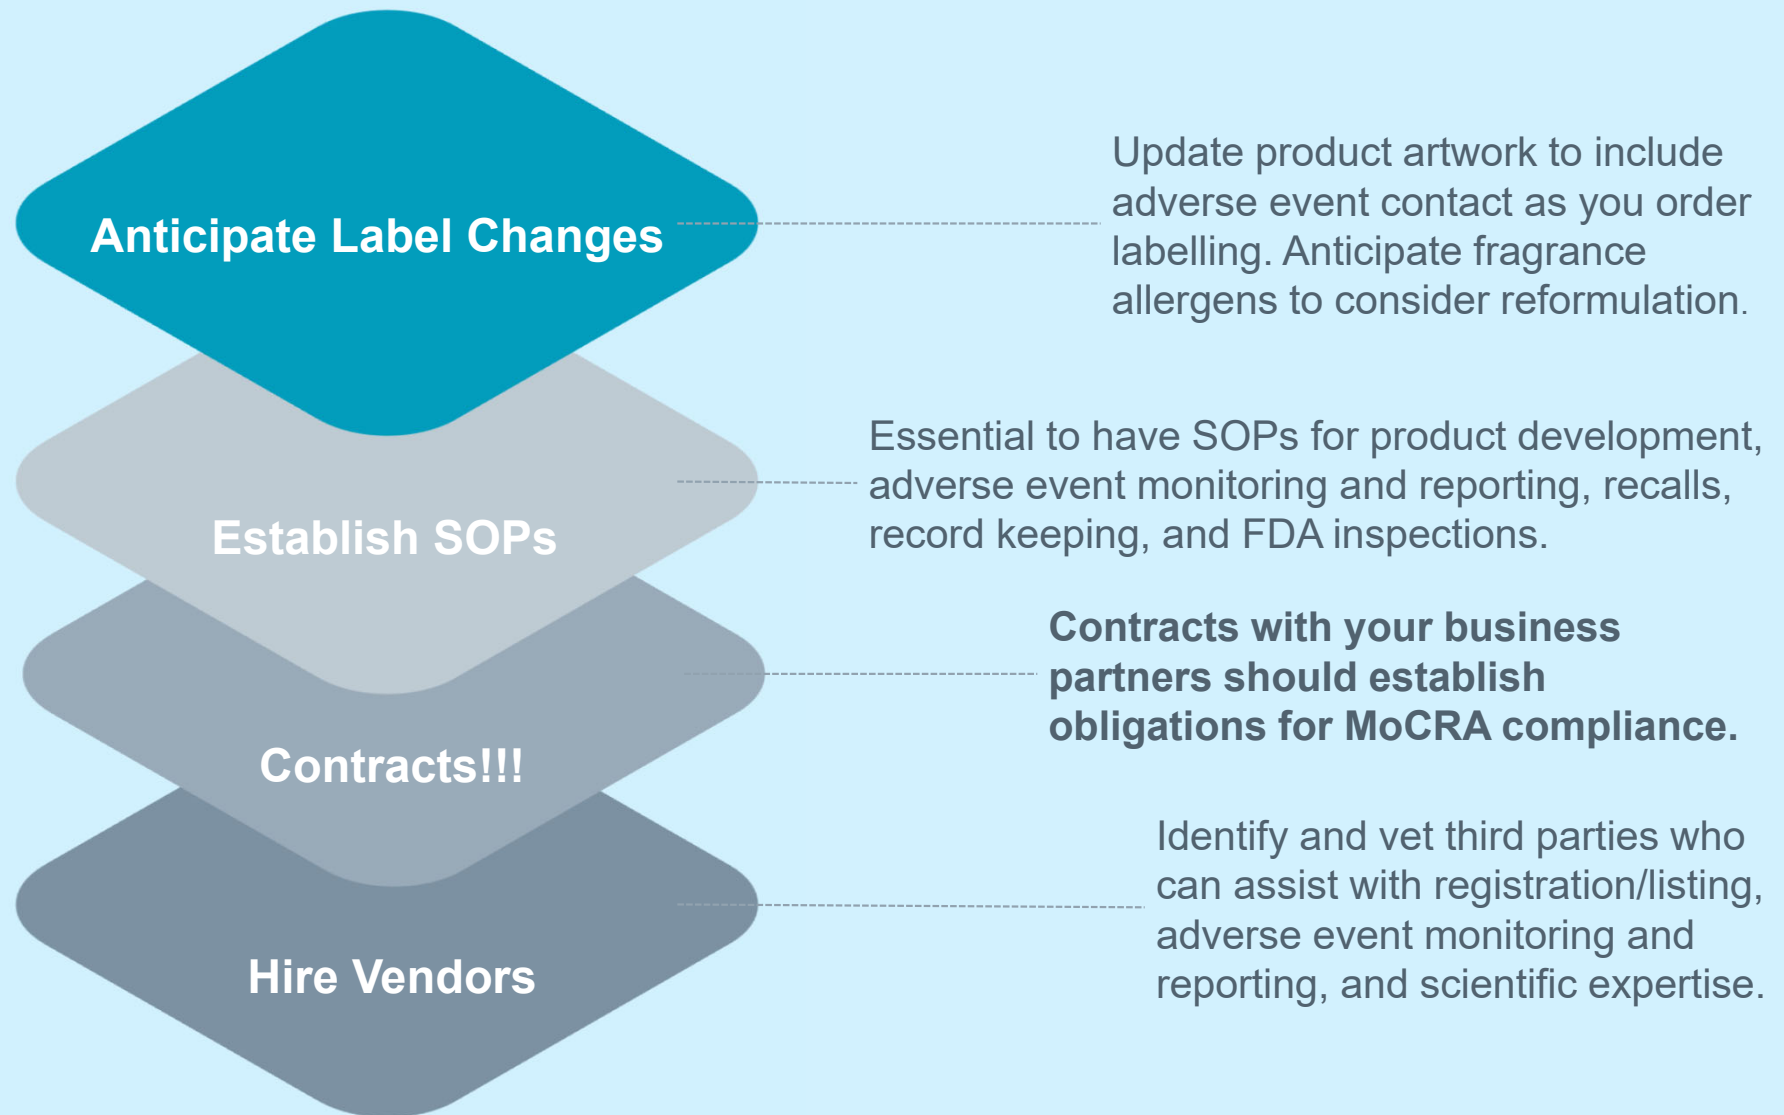 Anticipate Label Changes
Update product artwork to include
adverse event contact as you order
labelling. Anticipate fragrance
allergens to consider reformulation.
Establish SOPs
Essential to have SOPs for product development,
adverse event monitoring and reporting, recalls,
record keeping, and FDA inspections.
Contracts!!!
Contracts with your business
partners should establish
obligations for MoCRA compliance.
Hire Vendors
Identify and vet third parties who
can assist with registration/listing,
adverse event monitoring and
reporting, and scientific expertise.